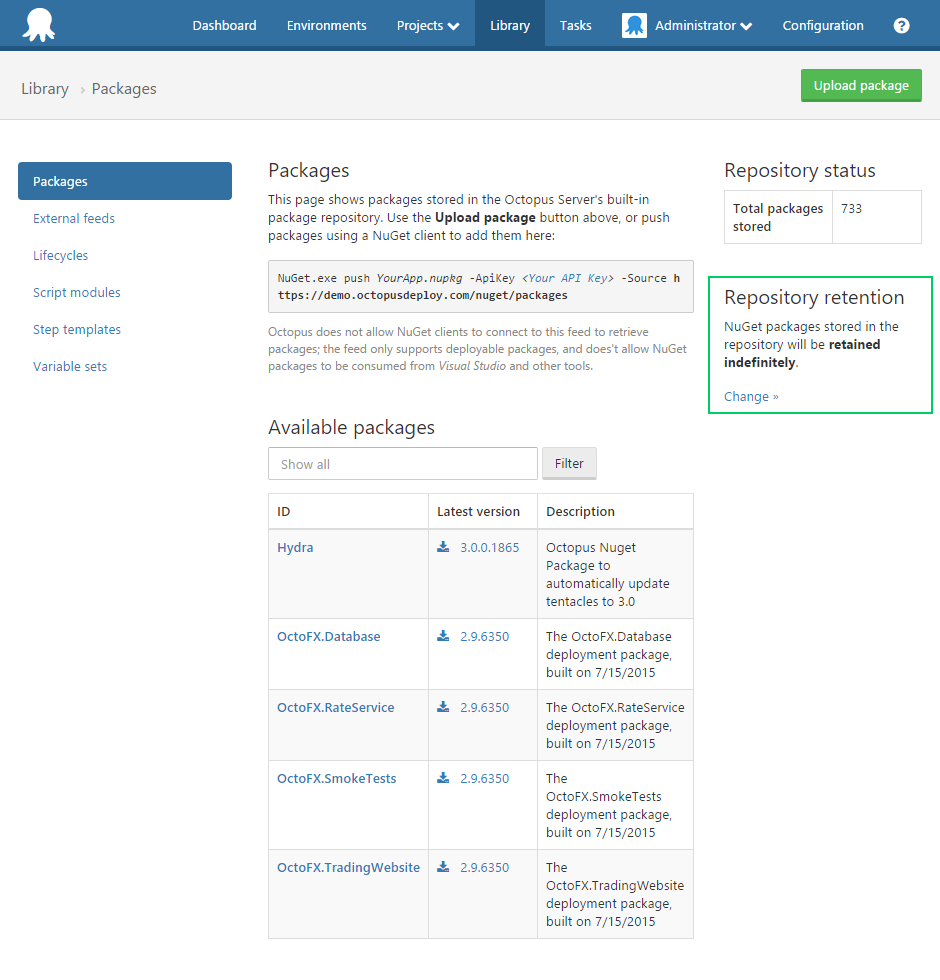 Dashboard
Environments
Projects
Library
Tasks
Administrator
Configuration
?
Library › Packages
Upload package
Packages
External feeds
Lifecycles
Script modules
Step templates
Variable sets
Packages
This page shows packages stored in the Octopus Server's built-in
package repository. Use the Upload package button above, or push
packages using a NuGet client to add them here:
NuGet.exe push YourApp.nupkg -ApiKey <Your API Key> -Source h
ttps://demo.octopusdeploy.com/nuget/packages
Octopus does not allow NuGet clients to connect to this feed to retrieve
packages; the feed only supports deployable packages, and does't allow NuGet
packages to be consumed from Visual Studio and other tools.
Available packages
Show all
Filter
ID
Latest version
Description
Hydra
3.0.0.1865
Octopus Nuget
Package to
automatically update
tentacles to 3.0
OctoFX.Database
2.9.6350
The OctoFX.Database
deployment package,
built on 7/15/2015
OctoFX.RateService
2.9.6350
The OctoFX.RateService
deployment package,
built on 7/15/2015
OctoFX.SmokeTests
2.9.6350
The
OctoFX.SmokeTests
deployment package,
built on 7/15/2015
OctoFX.TradingWebsite
2.9.6350
The
OctoFX.TradingWebsite
deployment package,
built on 7/15/2015
Repository status
Total packages
stored
733
Repository retention
NuGet packages stored in the
repository will be retained
indefinitely.
Change »